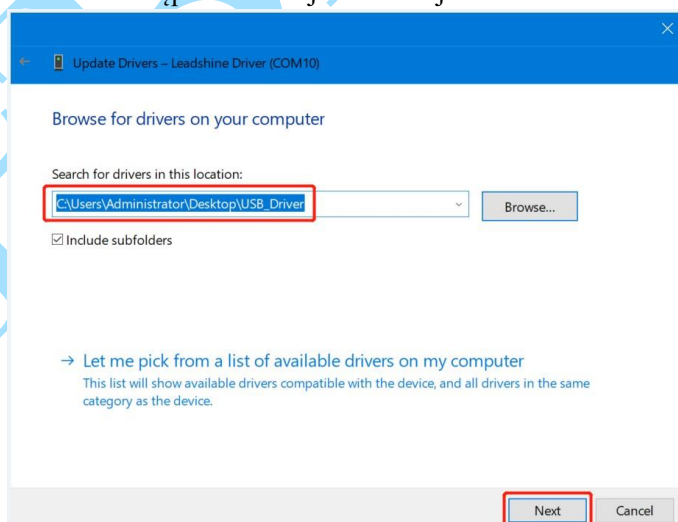 Update Drivers – Leadshine Driver (COM10)
Browse for drivers on your computer
Search for drivers in this location:
C:\Users\Administrator\Desktop\USB_Driver
Browse...
Include subfolders
→ Let me pick from a list of available drivers on my computer
This list will show available drivers compatible with the device, and all drivers in the same
category as the device.
Next
Cancel